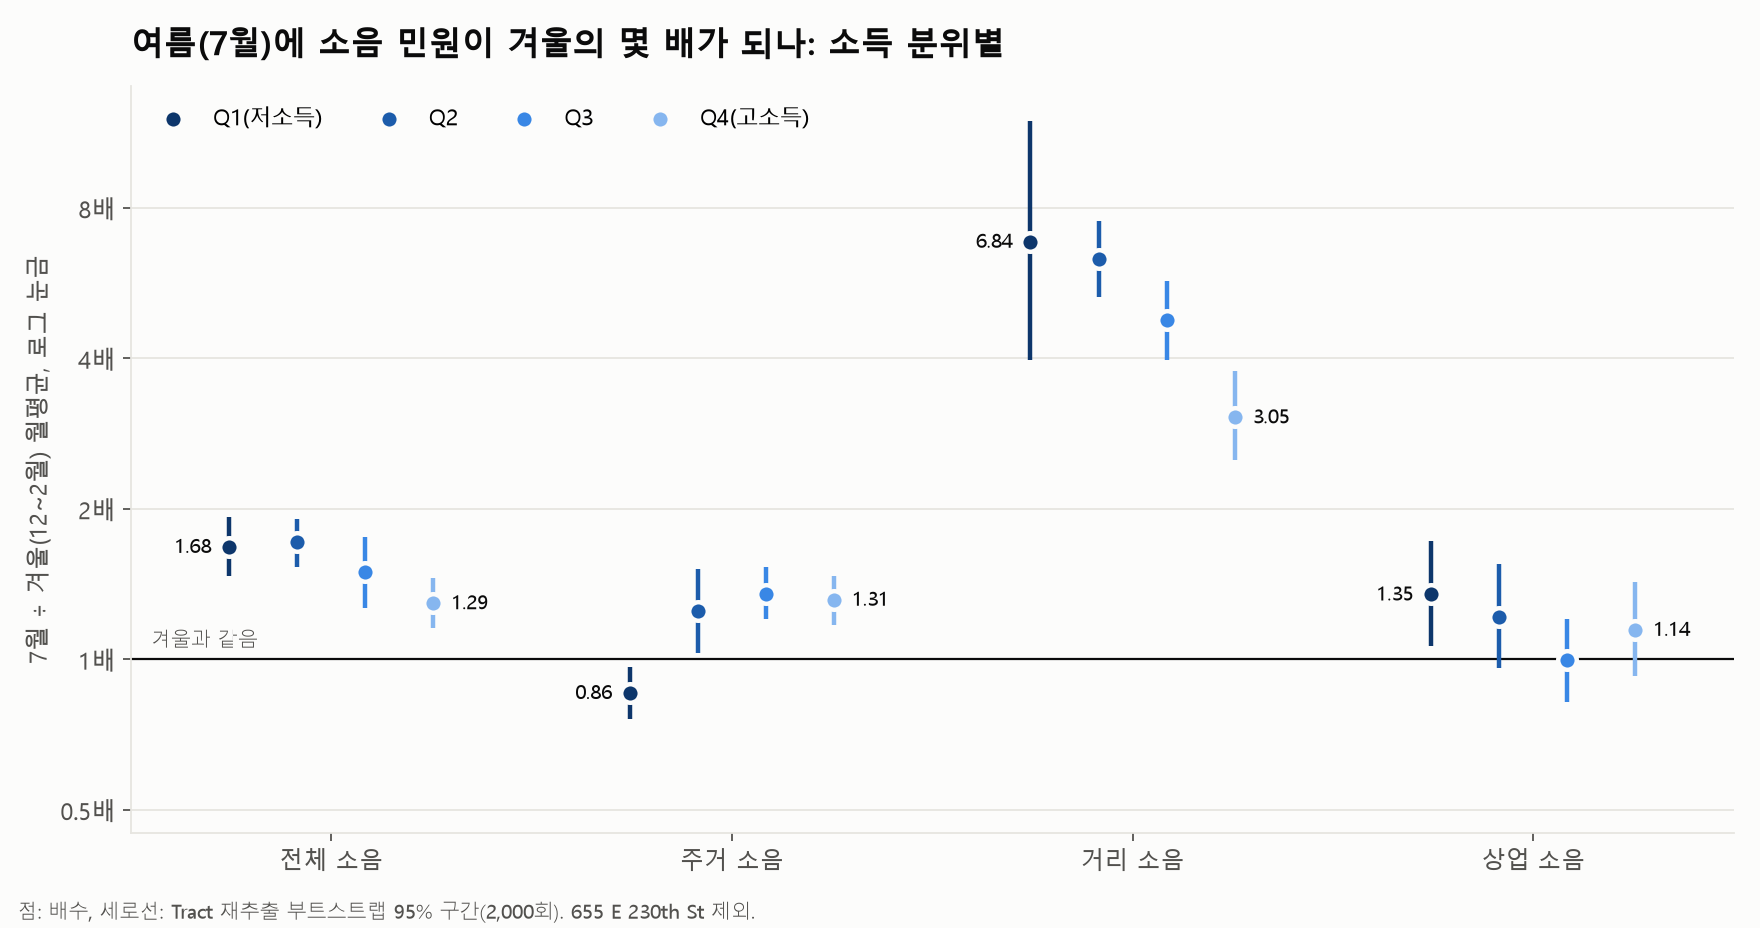 여름(7월)에 소음 민원이 겨울의 몇 배가 되나: 소득 분위별
Q1(저소득) Q2 Q3 Q4(고소득)
7월 ÷ 겨울(12~2월) 월평균, 로그 눈금
8배
4배
2배
1배
0.5배
겨울과 같음
1.68
1.29
0.86
1.31
6.84
3.05
1.35
1.14
전체 소음 주거 소음 거리 소음 상업 소음
점: 배수, 세로선: Tract 재추출 부트스트랩 95% 구간(2,000회). 655 E 230th St 제외.